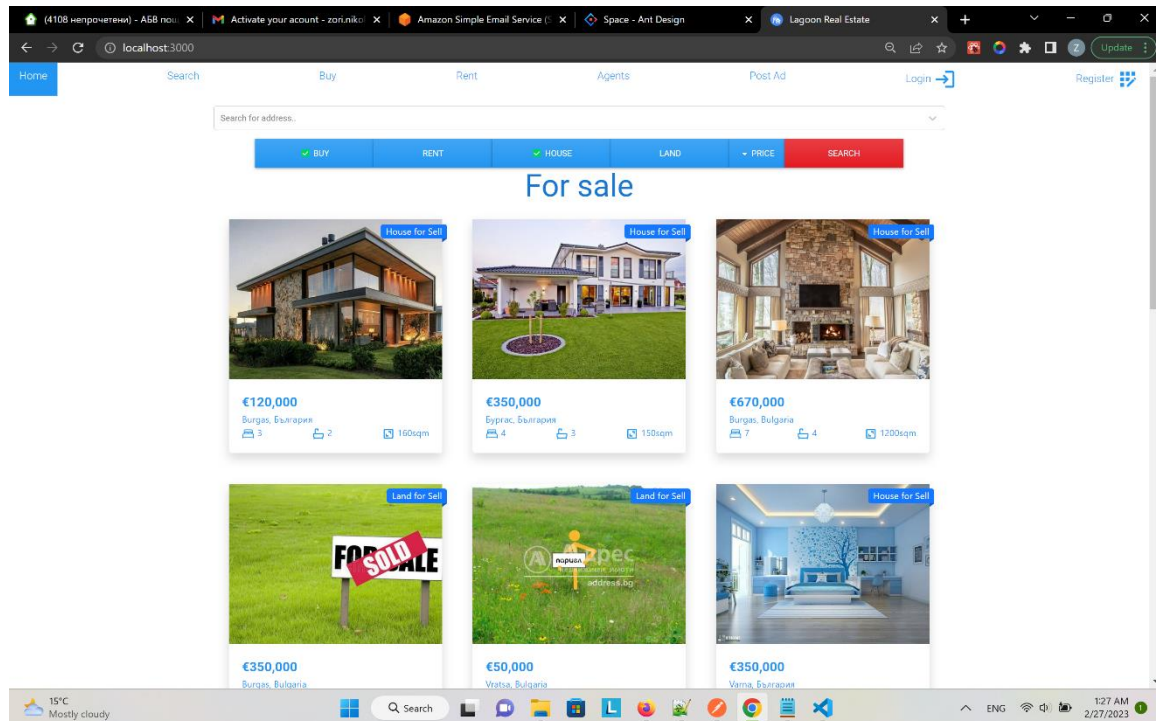 (4108 непрочетени) - АБВ пощ
Activate your acount - zori.nikol
Amazon Simple Email Service (S
Space - Ant Design
Lagoon Real Estate
localhost:3000
Z
Update
Home
Search
Buy
Rent
Agents
Post Ad
Login
Register
Search for address..
BUY
RENT
HOUSE
LAND
PRICE
SEARCH
For sale
House for Sell
House for Sell
House for Sell
€120,000
Burgas, България
3
2
160sqm
€350,000
Бургас, България
4
3
150sqm
€670,000
Burgas, Bulgaria
7
4
1200sqm
Land for Sell
Land for Sell
House for Sell
SOLD
парцел
address.bg
€350,000
Burgas, Bulgaria
€50,000
Vratsa, Bulgaria
€350,000
Varna, България
15°C
Mostly cloudy
Search
ENG
1:27 AM
2/27/2023